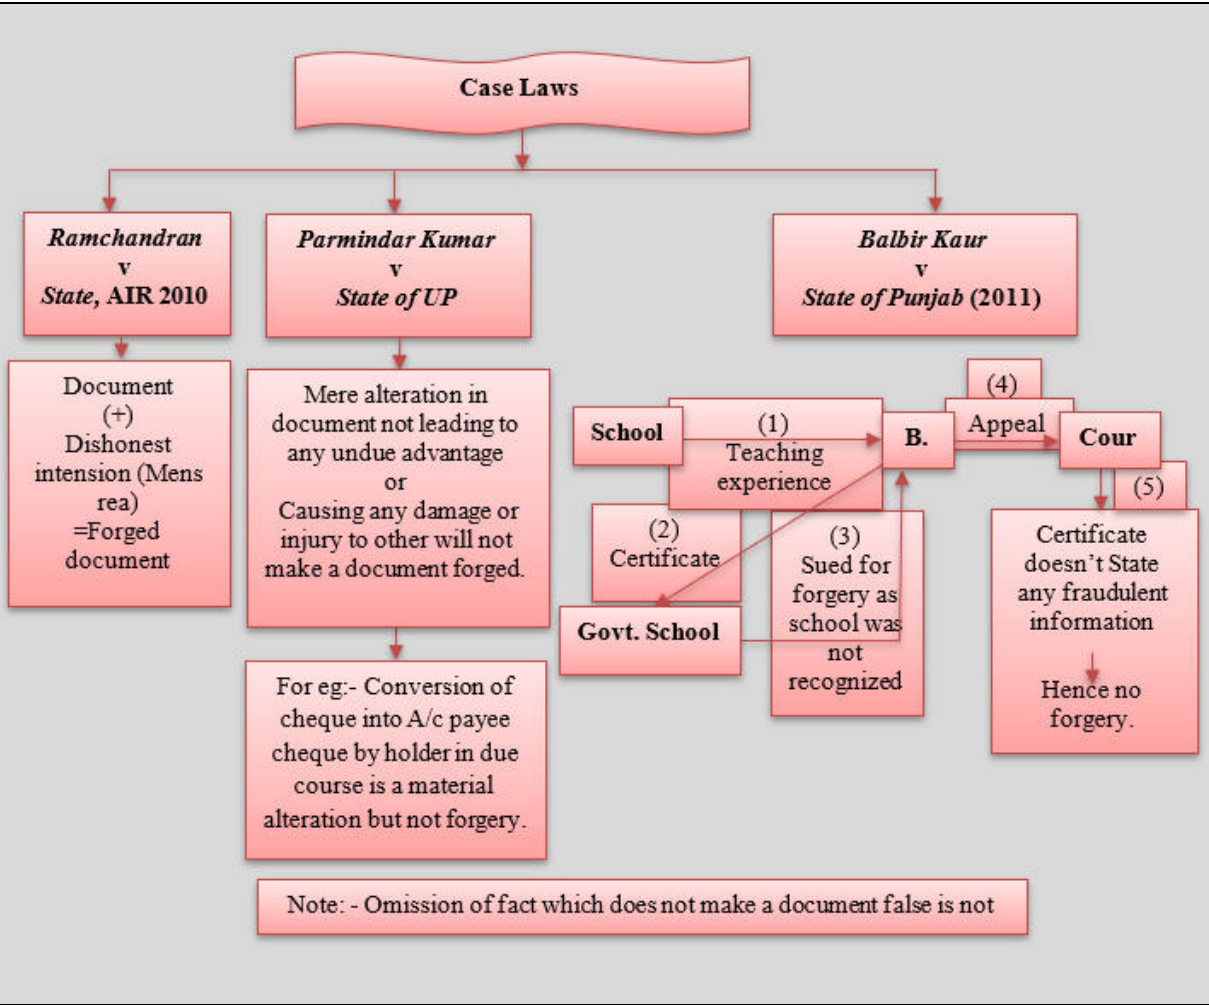 Case Laws
Ramchandran
v
State, AIR 2010
Document
(+)
Dishonest
intension (Mens
rea)
=Forged
document
Parmindar Kumar
v
State of UP
Mere alteration in
document not leading to
any undue advantage
or
Causing any damage or
injury to other will not
make a document forged.
For eg:- Conversion of
cheque into A/c payee
cheque by holder in due
course is a material
alteration but not forgery.
Balbir Kaur
v
State of Punjab (2011)
School
(1)
Teaching
experience
B.
(4)
Appeal
Cour
(2)
Certificate
Govt. School
(3)
Sued for
forgery as
school was
not
recognized
(5)
Certificate
doesn’t State
any fraudulent
information
Hence no
forgery.
Note: - Omission of fact which does not make a document false is not